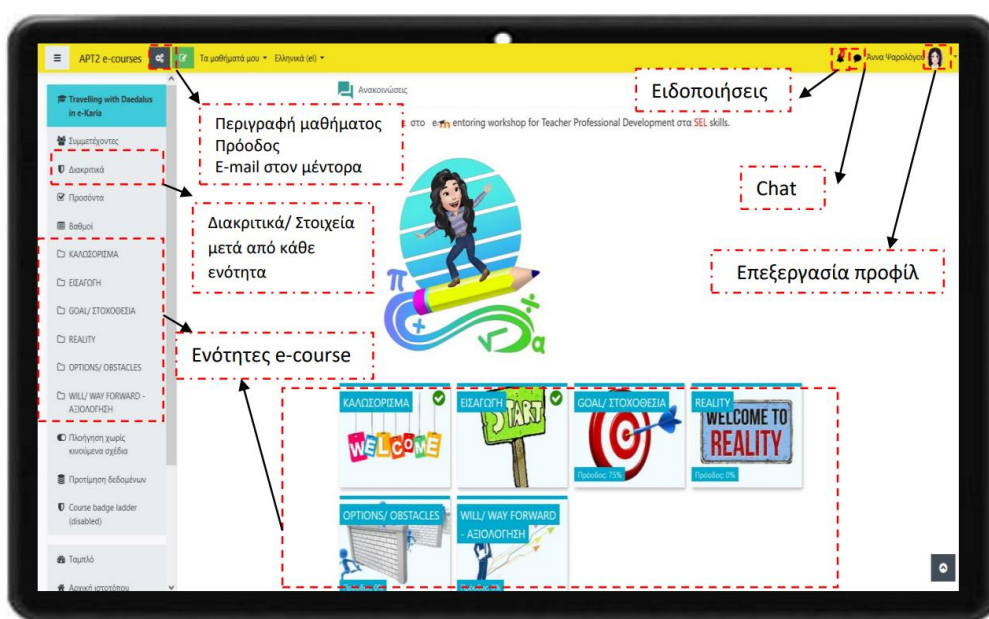 APT2 e-courses
Τα μαθήματά μου
Ελληνικά (el)
Άννα Ψαρολόγου
Travelling with Daedalus
in e-Karia
Συμμετέχοντες
Διακριτικά
Προσόντα
Βαθμοί
ΚΑΛΩΣΟΡΙΣΜΑ
ΕΙΣΑΓΩΓΗ
GOAL/ ΣΤΟΧΟΘΕΣΙΑ
REALITY
OPTIONS/ OBSTACLES
WILL/ WAY FORWARD -
ΑΞΙΟΛΟΓΗΣΗ
Πλοήγηση χωρίς
κινούμενα σχέδια
Προτίμηση δεδομένων
Course badge ladder
(disabled)
Ταμπλό
Αρχική ιστοτόπου
Ανακοινώσεις
στο e-m entoring workshop for Teacher Professional Development στα SEL skills.
Περιγραφή μαθήματος
Πρόοδος
E-mail στον μέντορα
Διακριτικά/ Στοιχεία
μετά από κάθε
ενότητα
Ενότητες e-course
Ειδοποιήσεις
Chat
Επεξεργασία προφίλ
π
÷
+
√
α
ΚΑΛΩΣΟΡΙΣΜΑ
WELCOME
ΕΙΣΑΓΩΓΗ
START
GOAL/ ΣΤΟΧΟΘΕΣΙΑ
Πρόοδος: 75%
REALITY
WELCOME TO
REALITY
Πρόοδος: 0%
OPTIONS/ OBSTACLES
WILL/ WAY FORWARD
- ΑΞΙΟΛΟΓΗΣΗ